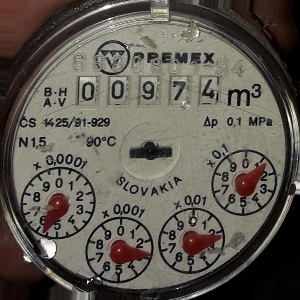 PREMEX
B-H
A-V
00974 m³
ČS 1425/91-929
Δp 0,1 MPa
N1,5 90°C
SLOVAKIA
x 0,0001
x 0,001
x 0,01
x 0,1